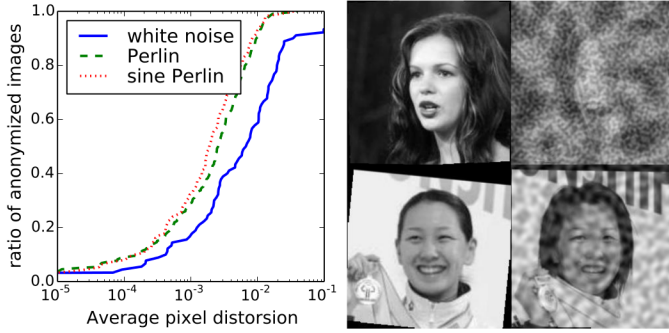 ratio of anonymized images
1.0
0.8
0.6
0.4
0.2
0.0
white noise
Perlin
sine Perlin
10-5
10-4
10-3
10-2
10-1
Average pixel distorsion